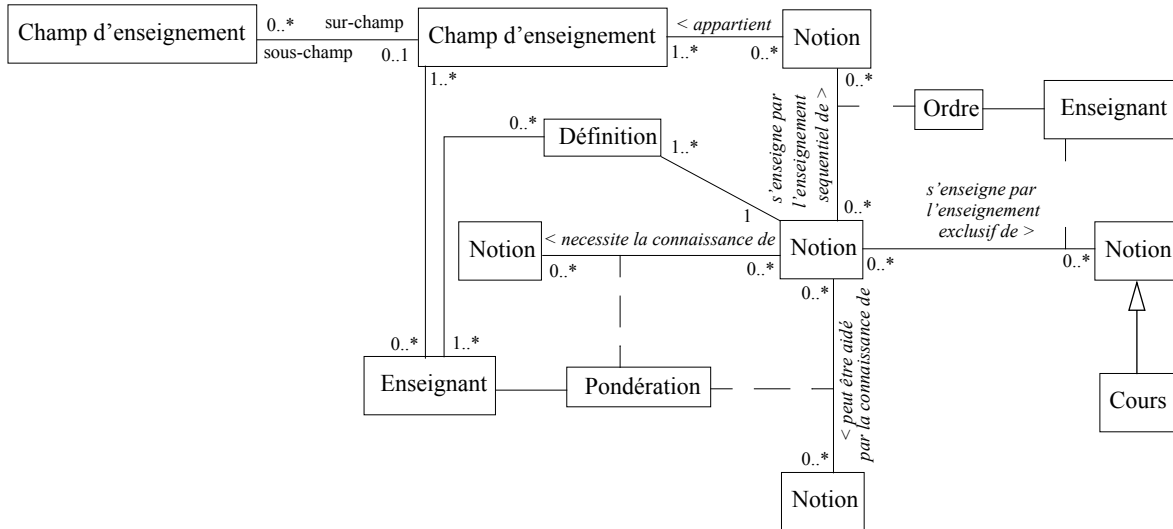 0..*
sur-champ
Champ d'enseignement
sous-champ
0..1
Champ d'enseignement
< appartient
1..*
0..*
Notion
1..*
0..*
Ordre
Enseignant
0..*
Définition
1..*
s'enseigne par
l'enseignement
sequentiel de >
s'enseigne par
l'enseignement
exclusif de >
1
0..*
Notion
< necessite la connaissance de
Notion
Notion
0..*
0..*
0..*
0..*
0..*
< peut être aidé
par la connaissance de
0..*
1..*
Enseignant
Pondération
Cours
0..*
Notion